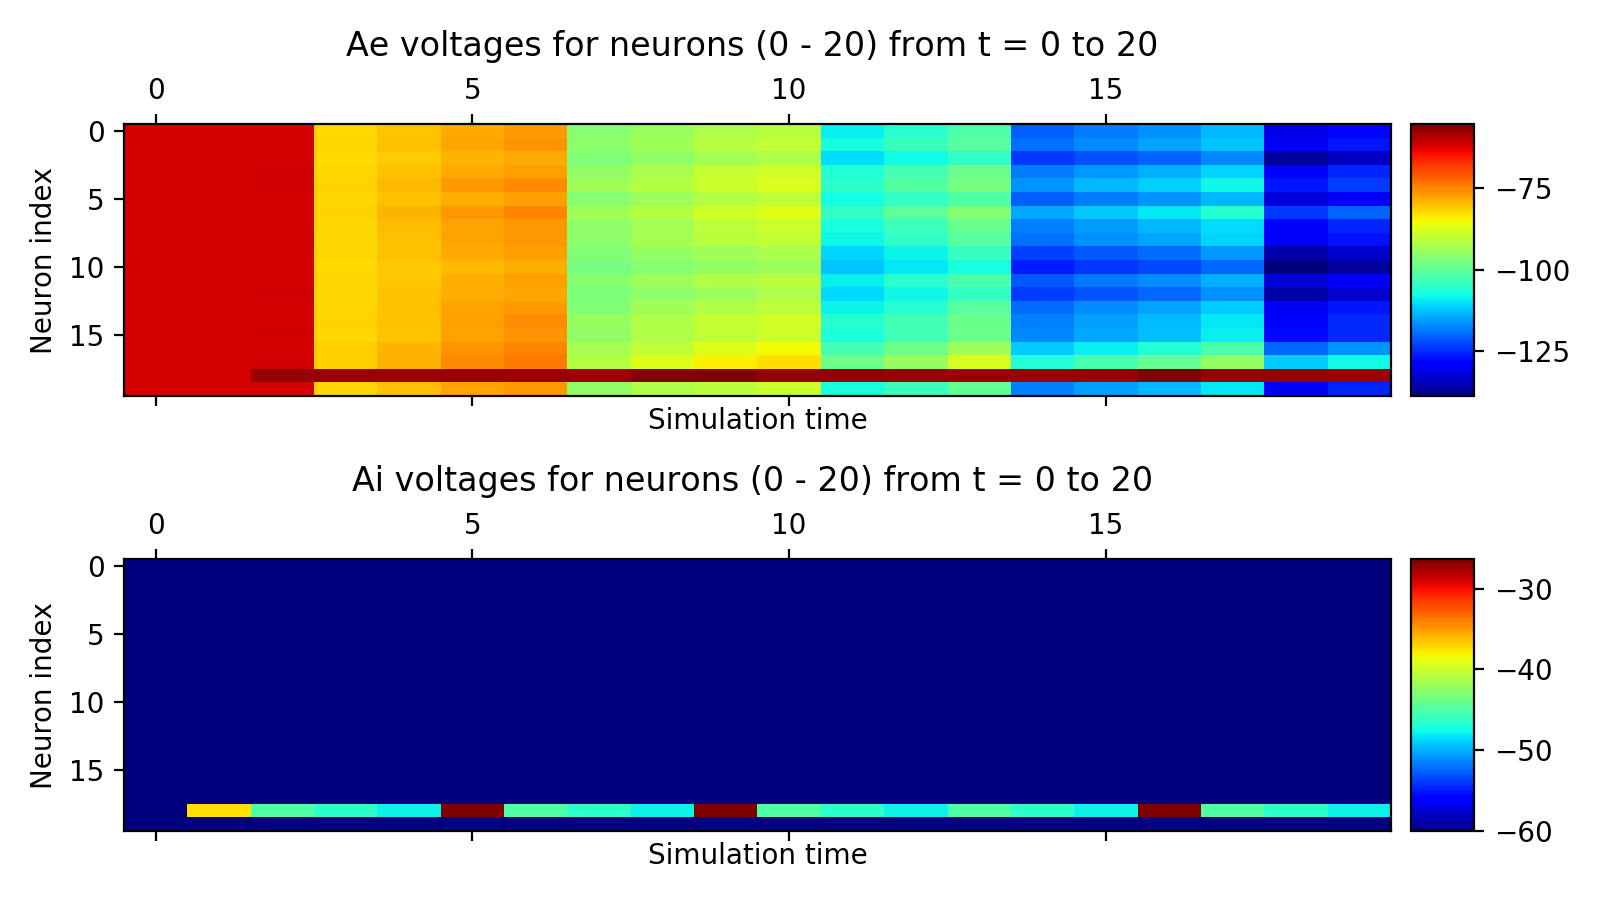 Ae voltages for neurons (0 - 20) from t = 0 to 20
0 5 10 15
Neuron index
0
5
10
15
−75
−100
−125
Simulation time
Ai voltages for neurons (0 - 20) from t = 0 to 20
0 5 10 15
Neuron index
0
5
10
15
−30
−40
−50
−60
Simulation time